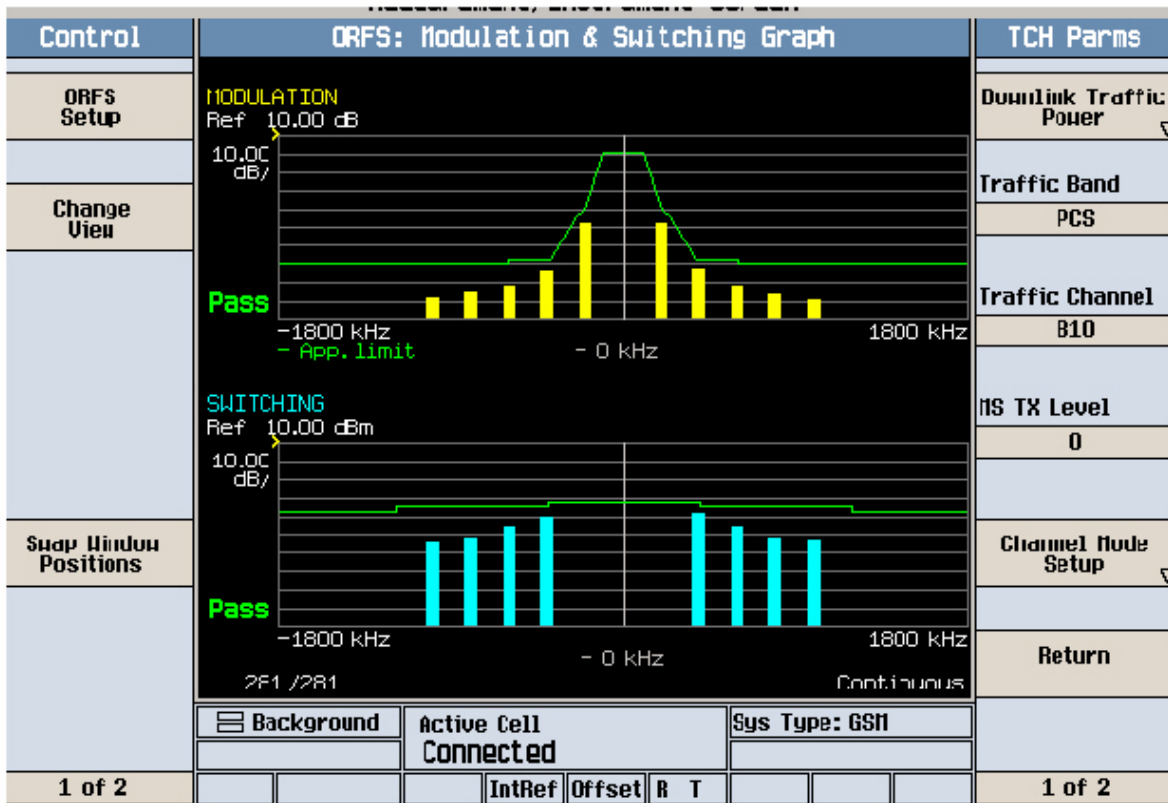 Control
ORFS: Modulation & Switching Graph
TCH Parms
ORFS
Setup
Change
View
Swap Window
Positions
1 of 2
MODULATION
Ref 10.00 dB
10.00
dB/
Pass
-1800 kHz
1800 kHz
- App.limit
- 0 kHz
SWITCHING
Ref 10.00 dBm
10.00
dB/
Pass
-1800 kHz
1800 kHz
- 0 kHz
281/281
Continuous
Background
Active Cell
Connected
Sys Type: GSM
IntRef
Offset
R T
Downlink Traffic
Power
Traffic Band
PCS
Traffic Channel
810
MS TX Level
0
Channel Mode
Setup
Return
1 of 2